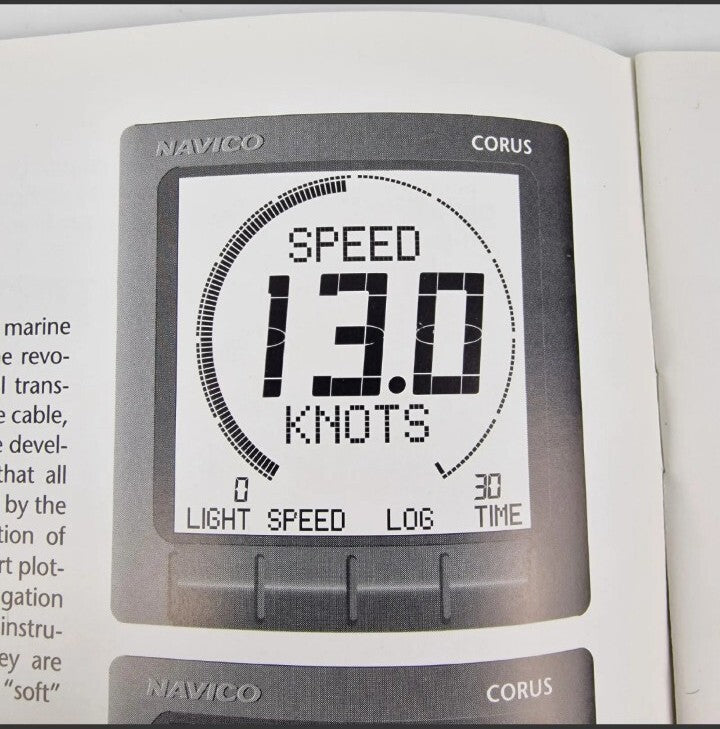 NAVICO CORUS
SPEED
13.0
KNOTS
0 30
LIGHT SPEED LOG TIME
marine
e revo-
l trans-
e cable,
e devel-
that all
by the
tion of
rt plot-
gation
instru-
ey are
"soft"
NAVICO CORUS